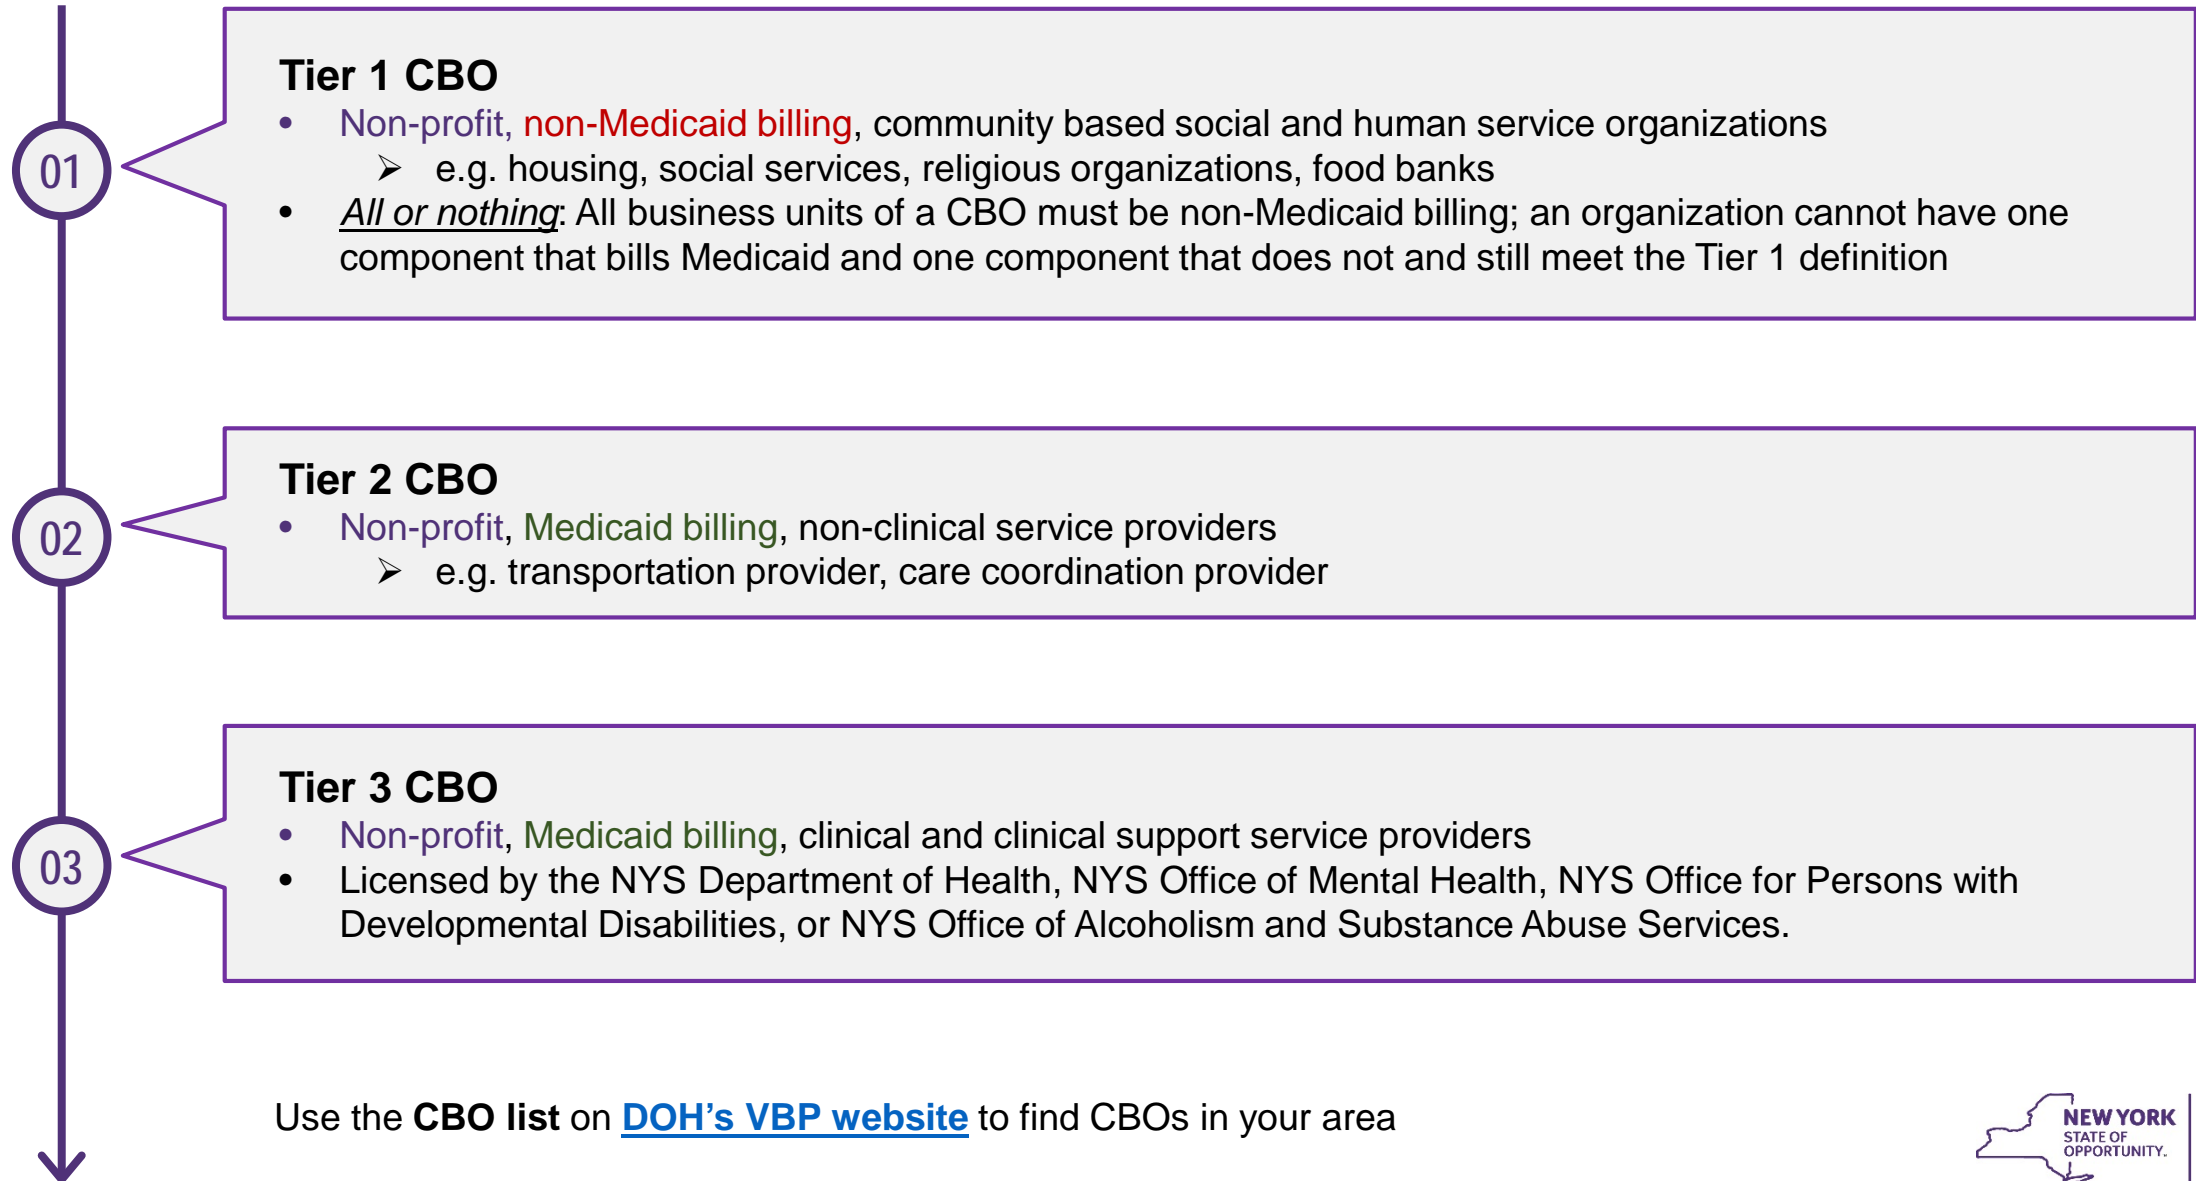 01
Tier 1 CBO
• Non-profit, non-Medicaid billing, community based social and human service organizations
➢ e.g. housing, social services, religious organizations, food banks
• All or nothing: All business units of a CBO must be non-Medicaid billing; an organization cannot have one
component that bills Medicaid and one component that does not and still meet the Tier 1 definition
02
Tier 2 CBO
• Non-profit, Medicaid billing, non-clinical service providers
➢ e.g. transportation provider, care coordination provider
03
Tier 3 CBO
• Non-profit, Medicaid billing, clinical and clinical support service providers
• Licensed by the NYS Department of Health, NYS Office of Mental Health, NYS Office for Persons with
Developmental Disabilities, or NYS Office of Alcoholism and Substance Abuse Services.
Use the CBO list on DOH’s VBP website to find CBOs in your area
NEW YORK
STATE OF
OPPORTUNITY.